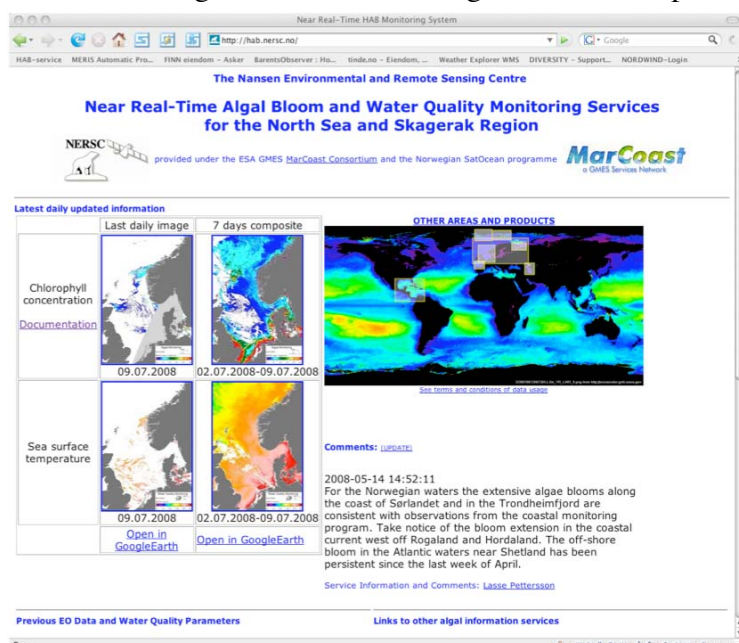 Near Real-Time HAB Monitoring System
http://hab.nersc.no/
Google
HAB-service MERIS Automatic Pro... FINN eiendom - Asker BarentsObserver : Ho... tinde.no - Eiendom, ... Weather Explorer WMS DIVERSITY - Support... NORDWIND-Login
The Nansen Environmental and Remote Sensing Centre
Near Real-Time Algal Bloom and Water Quality Monitoring Services
for the North Sea and Skagerak Region
NERSC
provided under the ESA GMES MarCoast Consortium and the Norwegian SatOcean programme
MarCoast
a GMES Services Network
Latest daily updated information
Last daily image 7 days composite
OTHER AREAS AND PRODUCTS
Chlorophyll
concentration
Documentation
09.07.2008 02.07.2008-09.07.2008
See terms and conditions of data usage
Sea surface
temperature
09.07.2008 02.07.2008-09.07.2008
Open in
GoogleEarth
Open in GoogleEarth
Comments: [UPDATE]
2008-05-14 14:52:11
For the Norwegian waters the extensive algae blooms along
the coast of Sørlandet and in the Trondheimfjord are
consistent with observations from the coastal monitoring
program. Take notice of the bloom extension in the coastal
current west off Rogaland and Hordaland. The off-shore
bloom in the Atlantic waters near Shetland has been
persistent since the last week of April.
Service Information and Comments: Lasse Pettersson
Previous EO Data and Water Quality Parameters
Links to other algal information services